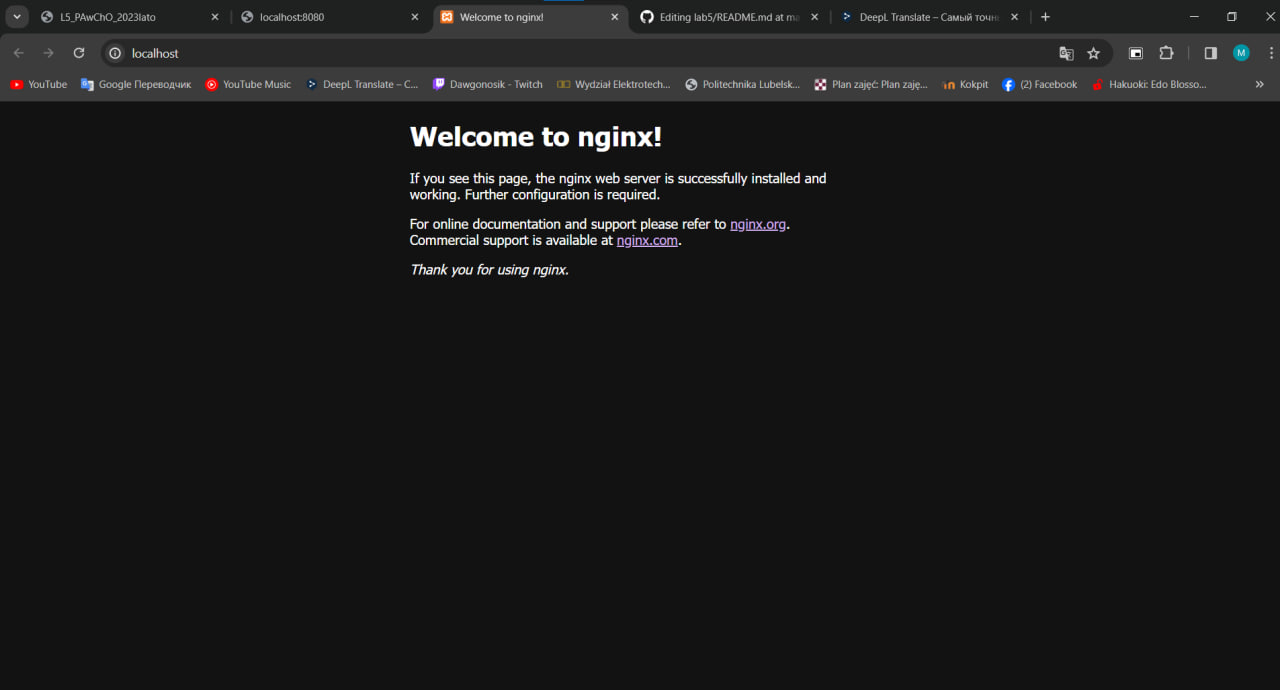 L5_PAwChO_2023lato
localhost:8080
Welcome to nginx!
Editing lab5/README.md at ma
DeepL Translate – Самый точн
localhost
M
YouTube
Google Переводчик
YouTube Music
DeepL Translate – С...
Dawgonosik - Twitch
Wydział Elektrotech...
Politechnika Lubelsk...
Plan zajęć: Plan zaję...
Kokpit
(2) Facebook
Hakuoki: Edo Blosso...
Welcome to nginx!
If you see this page, the nginx web server is successfully installed and
working. Further configuration is required.
For online documentation and support please refer to nginx.org.
Commercial support is available at nginx.com.
Thank you for using nginx.